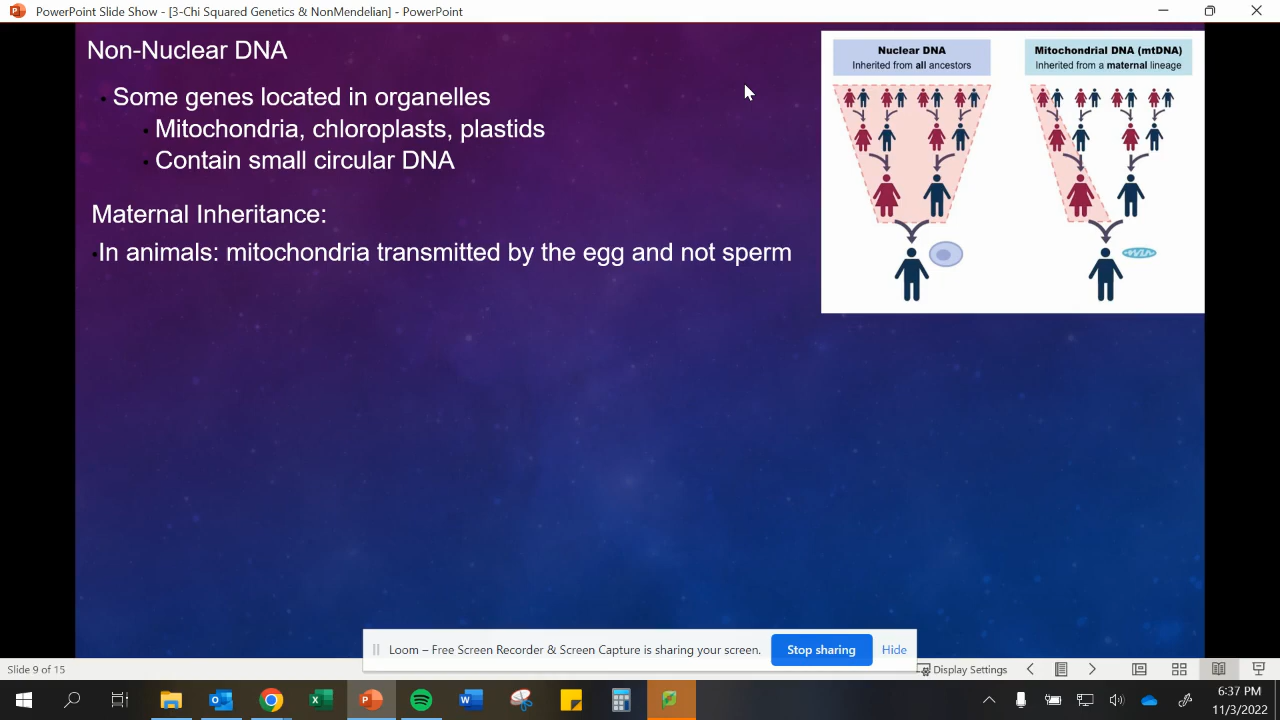 PowerPoint Slide Show - [3-Chi Squared Genetics & NonMendelian] - PowerPoint
Non-Nuclear DNA
• Some genes located in organelles
• Mitochondria, chloroplasts, plastids
• Contain small circular DNA
Maternal Inheritance:
•In animals: mitochondria transmitted by the egg and not sperm
Nuclear DNA
Inherited from all ancestors
Mitochondrial DNA (mtDNA)
Inherited from a maternal lineage
Loom – Free Screen Recorder & Screen Capture is sharing your screen.
Stop sharing
Hide
Slide 9 of 15
Display Settings
6:37 PM
11/3/2022